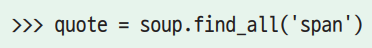 >>> quote = soup.find_all('span')